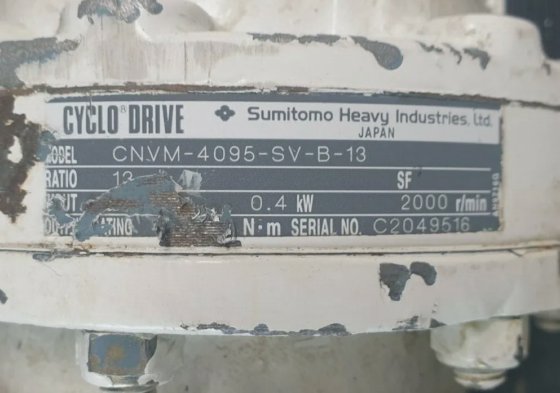 CYCLO® DRIVE Sumitomo Heavy Industries, Ltd.
JAPAN
MODEL CNVM-4095-SV-B-13
RATIO 13 SF
0.4 kW 2000 r/min
N·m SERIAL NO. C2049516